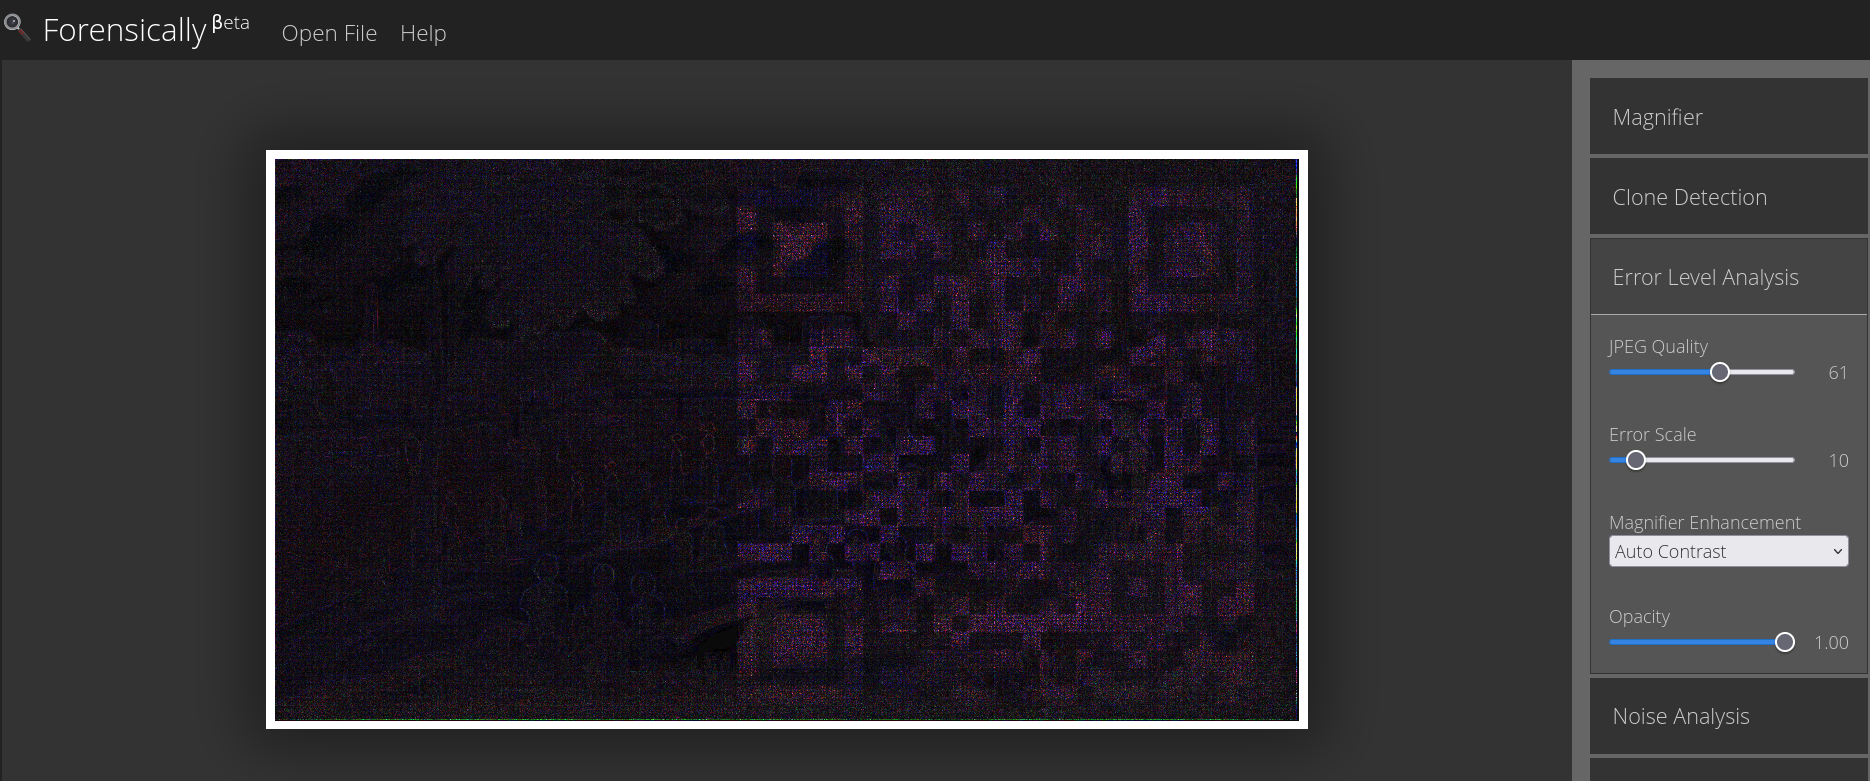 Forensically βeta Open File Help
Magnifier
Clone Detection
Error Level Analysis
JPEG Quality
61
Error Scale
10
Magnifier Enhancement
Auto Contrast
Opacity
1.00
Noise Analysis